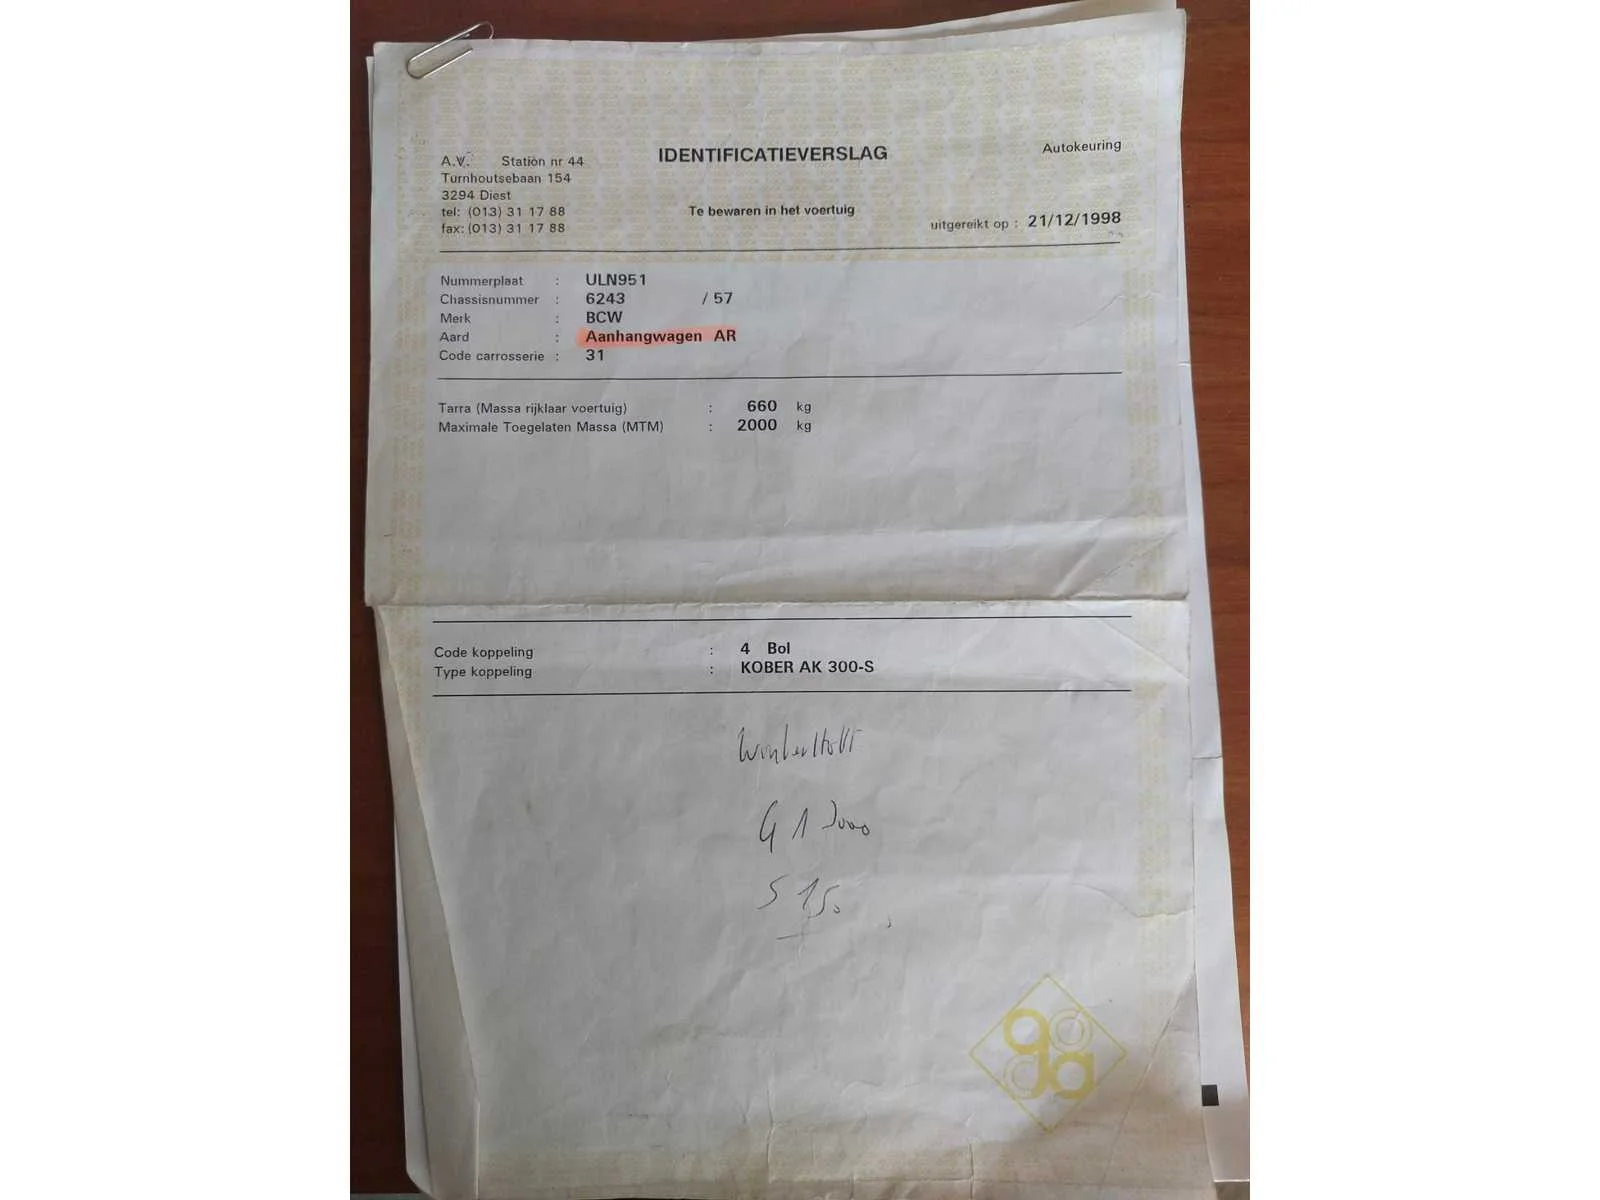 A.V. Station nr 44
Turnhoutsebaan 154
3294 Diest
tel: (013) 31 17 88
fax: (013) 31 17 88
IDENTIFICATIEVERSLAG
Te bewaren in het voertuig
Autokeuring
uitgereikt op : 21/12/1998
Nummerplaat : ULN951
Chassisnummer : 6243 / 57
Merk : BCW
Aard : Aanhangwagen AR
Code carrosserie : 31
Tarra (Massa rijklaar voertuig) : 660 kg
Maximale Toegelaten Massa (MTM) : 2000 kg
Code koppeling : 4 Bol
Type koppeling : KOBER AK 300-S
S 150